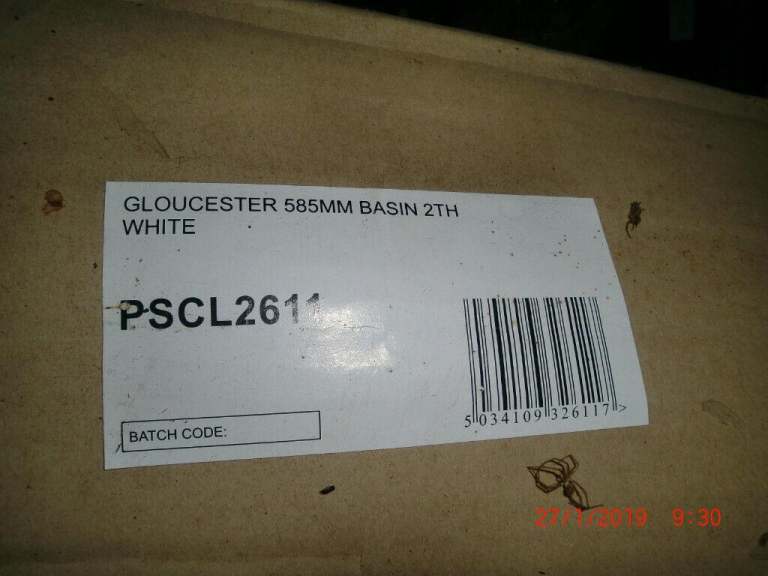 GLOUCESTER 585MM BASIN 2TH
WHITE
PSCL2611
BATCH CODE:
5 034109 326117 >
27/1/2019 9:30